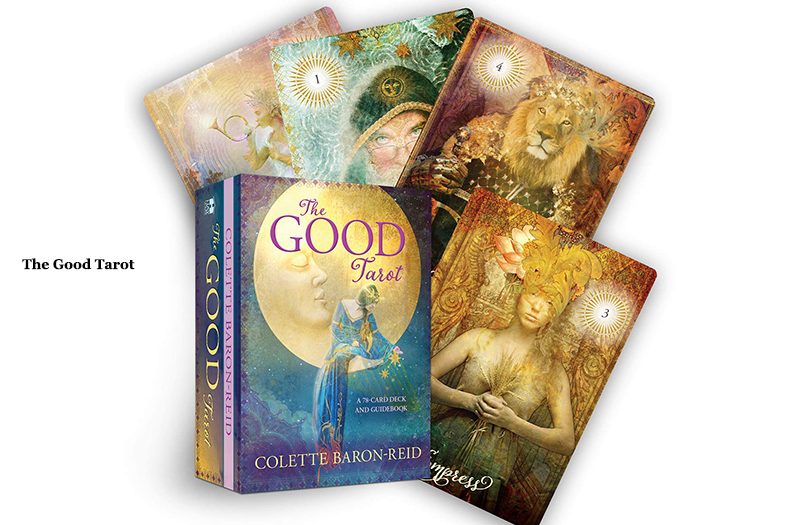 The Good Tarot
1
4
3
The
GOOD
Tarot
A 78-CARD DECK
AND GUIDEBOOK
COLETTE BARON-REID
The GOOD Tarot
COLETTE BARON-REID
Empress